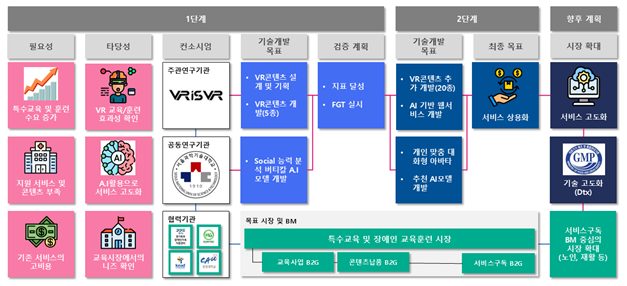 1단계
2단계
향후 계획
필요성
타당성
컨소시엄
기술개발
목표
검증 계획
기술개발
목표
최종 목표
시장 확대
특수교육 및 훈련
수요 증가
VR 교육/훈련
효과성 확인
주관연구기관
VRISVR
• VR콘텐츠 설
계 및 기획
• VR콘텐츠 개
발(5종)
• 지표 달성
• FGT 실시
• VR콘텐츠 추
가 개발(20종)
• AI 기반 웹서
비스 개발
서비스 상용화
서비스 고도화
지원 서비스 및
콘텐츠 부족
AI
A.I활용으로
서비스 고도화
공동연구기관
1910
• Social 능력 분
석 버티컬 A.I
모델 개발
• 개인 맞춤 대
화형 아바타
• 추천 AI모델
개발
GMP
기술 고도화
(Dtx)
기존 서비스의
고비용
교육시장에서의
니즈 확인
협력기관
목표 시장 및 BM
특수교육 및 장애인 교육훈련 시장
교육사업 B2G
콘텐츠납품 B2G
서비스구독 B2G
서비스구독
BM 중심의
시장 확대
(노인, 재활 등)